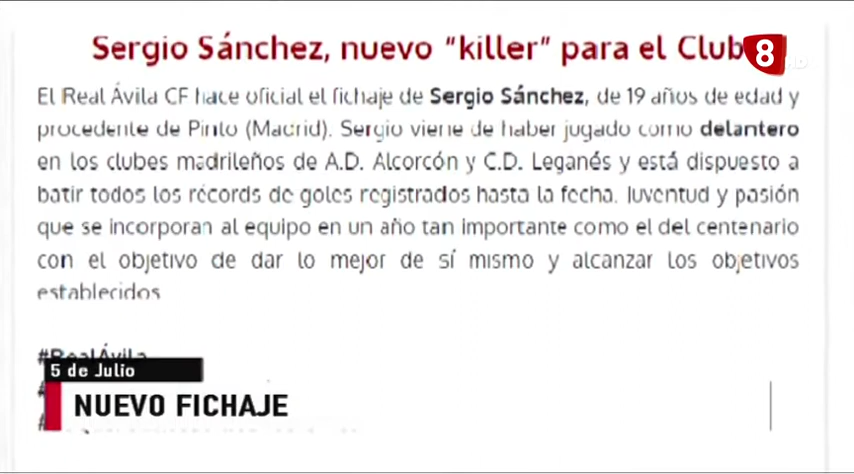 Sergio Sánchez, nuevo "killer" para el Club
8 HD
El Real Ávila CF hace oficial el fichaje de Sergio Sánchez, de 19 años de edad y
procedente de Pinto (Madrid). Sergio viene de haber jugado como delantero
en los clubes madrileños de A.D. Alcorcón y C.D. Leganés y está dispuesto a
batir todos los récords de goles registrados hasta la fecha. Juventud y pasión
que se incorporan al equipo en un año tan importante como el del centenario
con el objetivo de dar lo mejor de sí mismo y alcanzar los objetivos
establecidos
#RealÁvila
5 de Julio
NUEVO FICHAJE